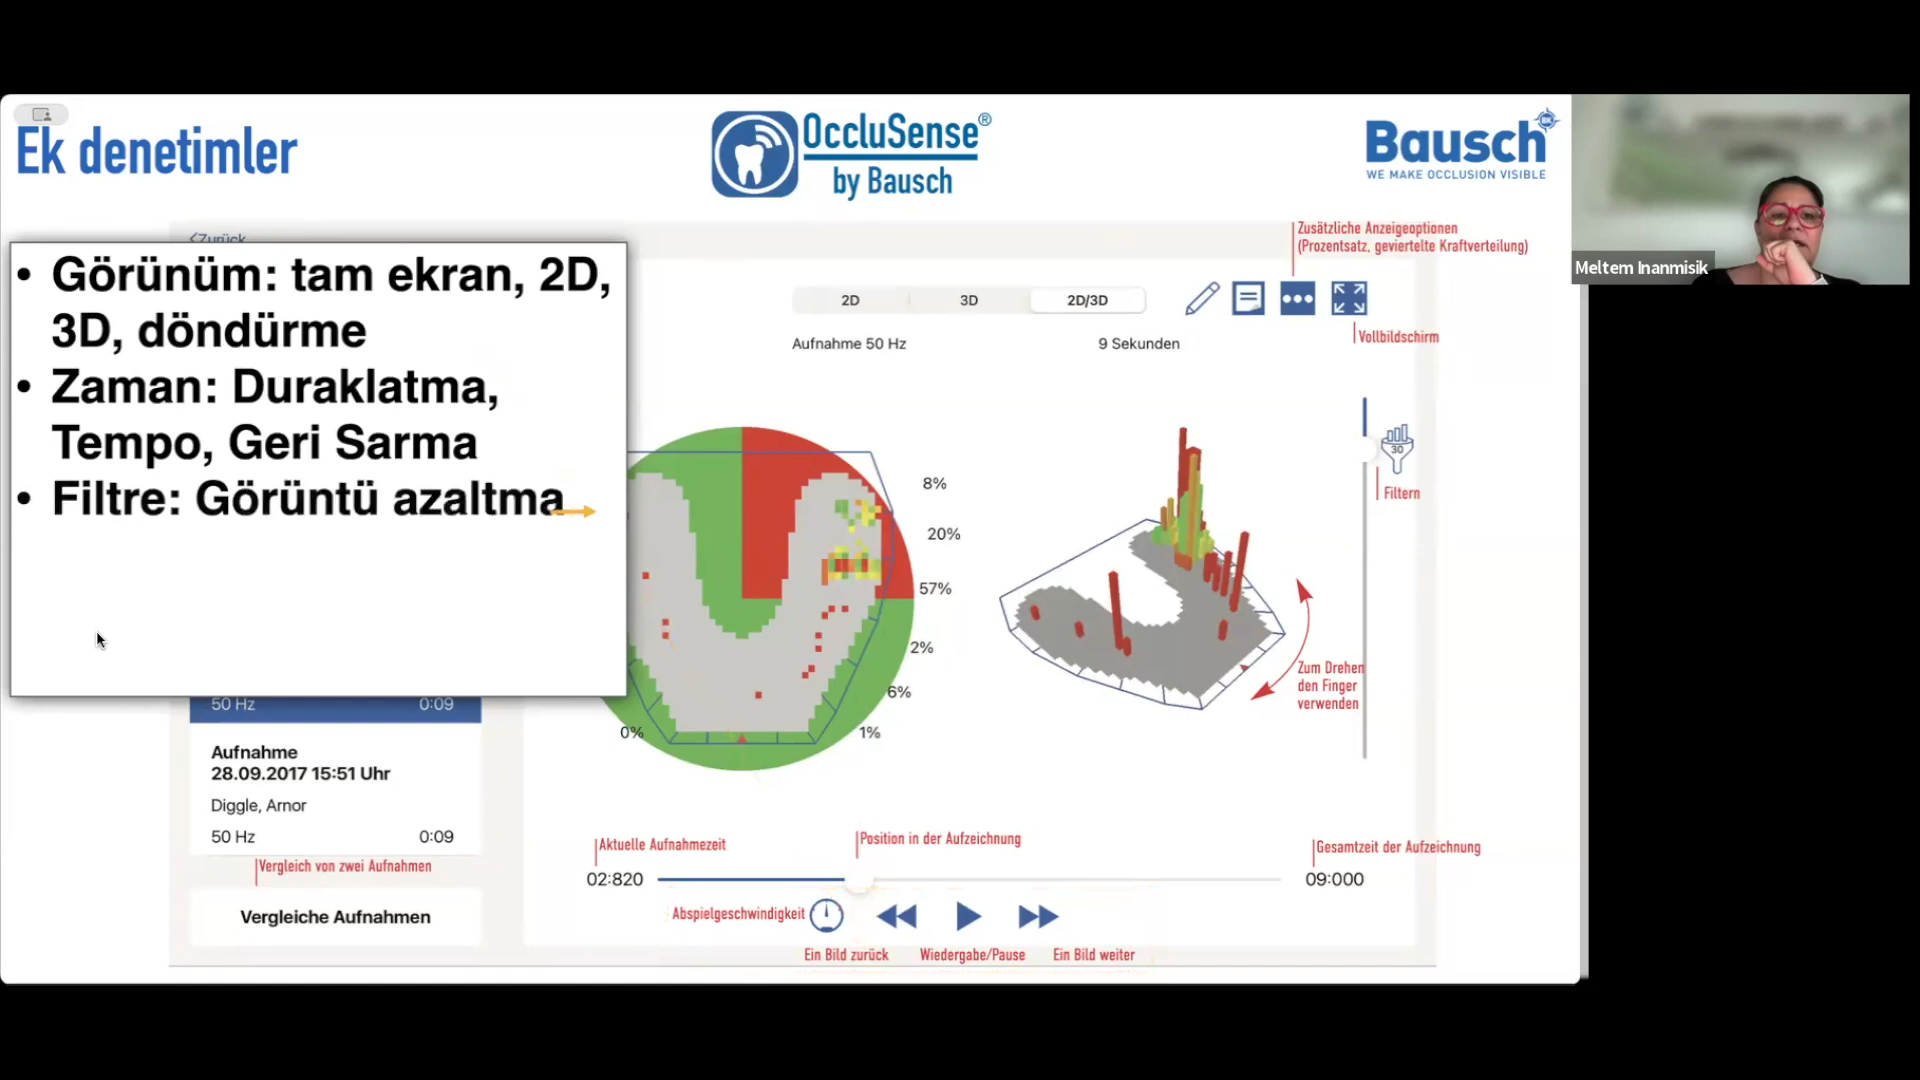 Ek denetimler
OccluSense®
by Bausch
Bausch
BK
WE MAKE OCCLUSION VISIBLE
Meltem Inanmisik
Zurück
• Görünüm: tam ekran, 2D,
3D, döndürme
• Zaman: Duraklatma,
Tempo, Geri Sarma
• Filtre: Görüntü azaltma
Zusätzliche Anzeigeoptionen
(Prozentsatz, geviertelte Kraftverteilung)
2D 3D 2D/3D
Vollbildschirm
Aufnahme 50 Hz 9 Sekunden
30
Filtern
8%
20%
57%
2%
6%
1%
0%
Zum Drehen
den Finger
verwenden
50 Hz 0:09
Aufnahme
28.09.2017 15:51 Uhr
Diggle, Arnor
50 Hz 0:09
Vergleich von zwei Aufnahmen
Vergleiche Aufnahmen
Aktuelle Aufnahmezeit
Position in der Aufzeichnung
Gesamtzeit der Aufzeichnung
02:820 09:000
Abspielgeschwindigkeit
Ein Bild zurück Wiedergabe/Pause Ein Bild weiter